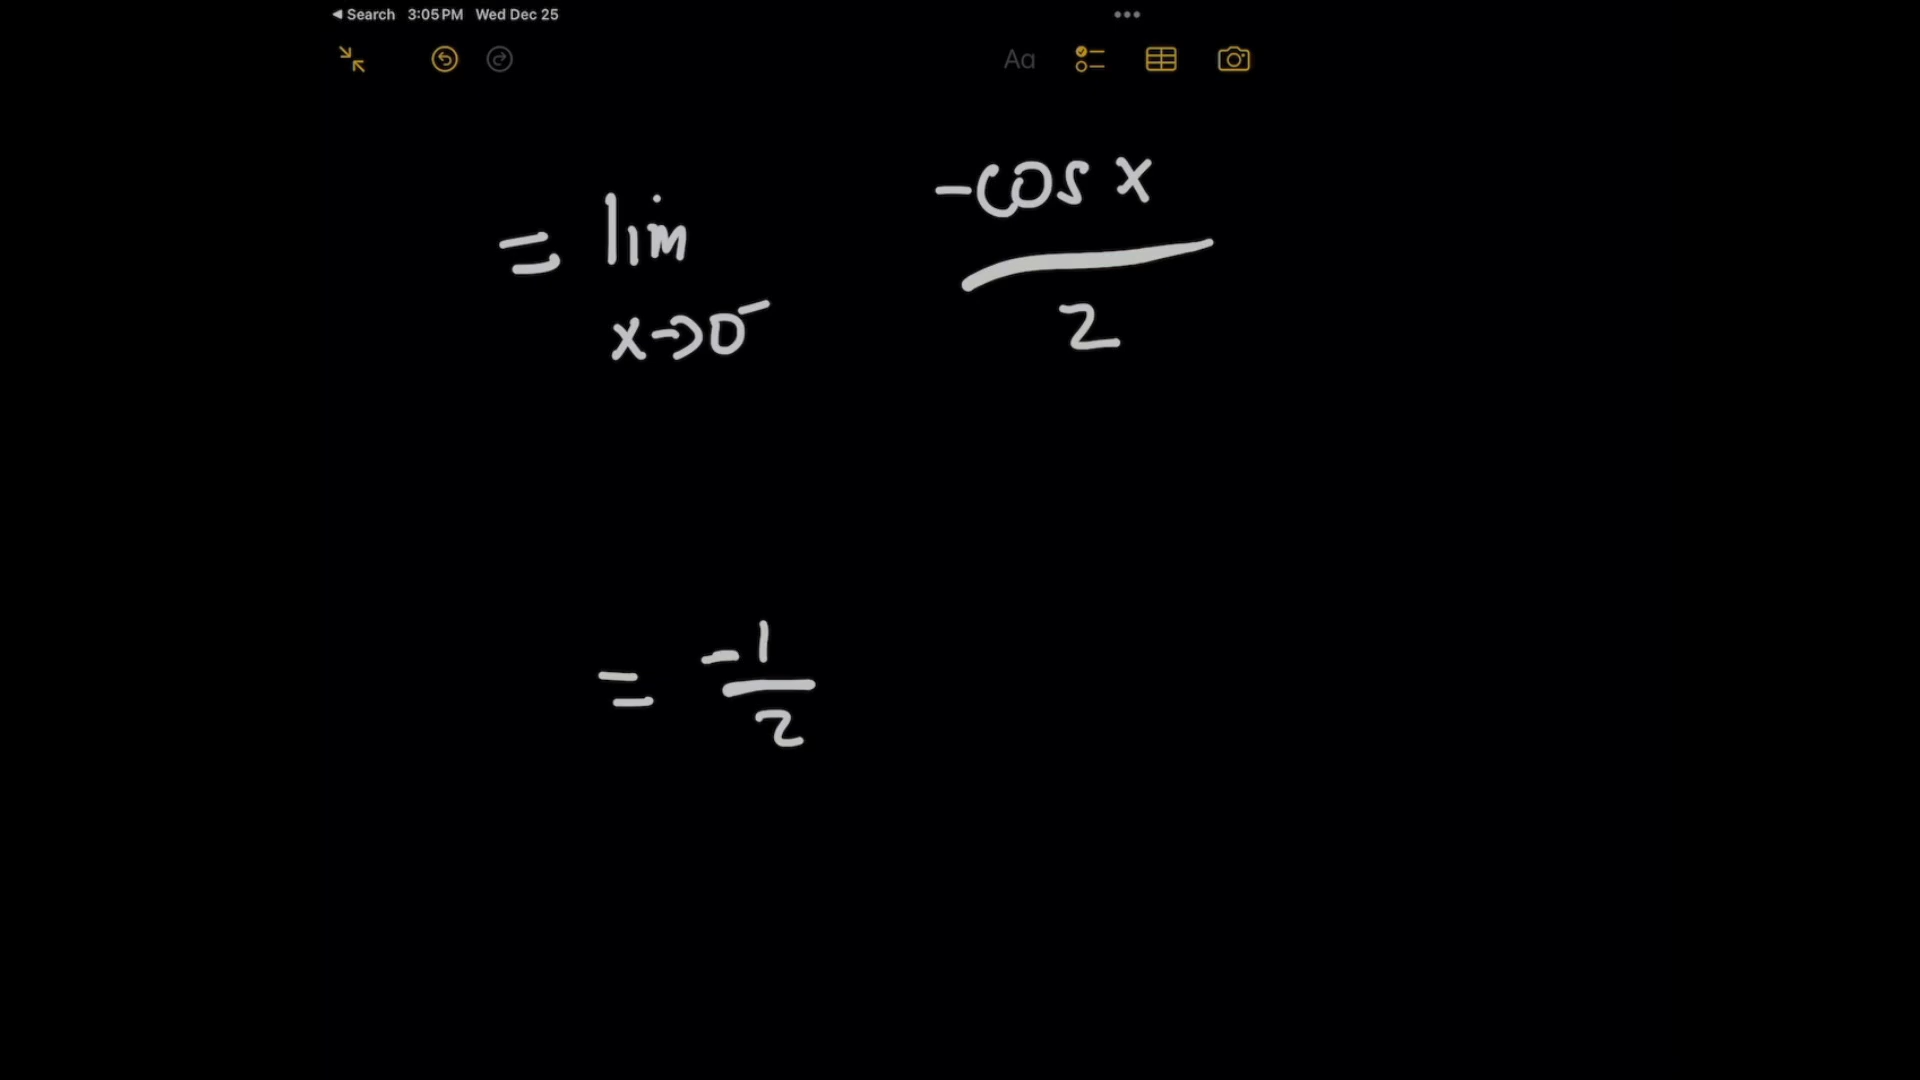 ◀ Search 3:05 PM Wed Dec 25
Aa
= lim x→0⁻ -cos x / 2
= -1 / 2